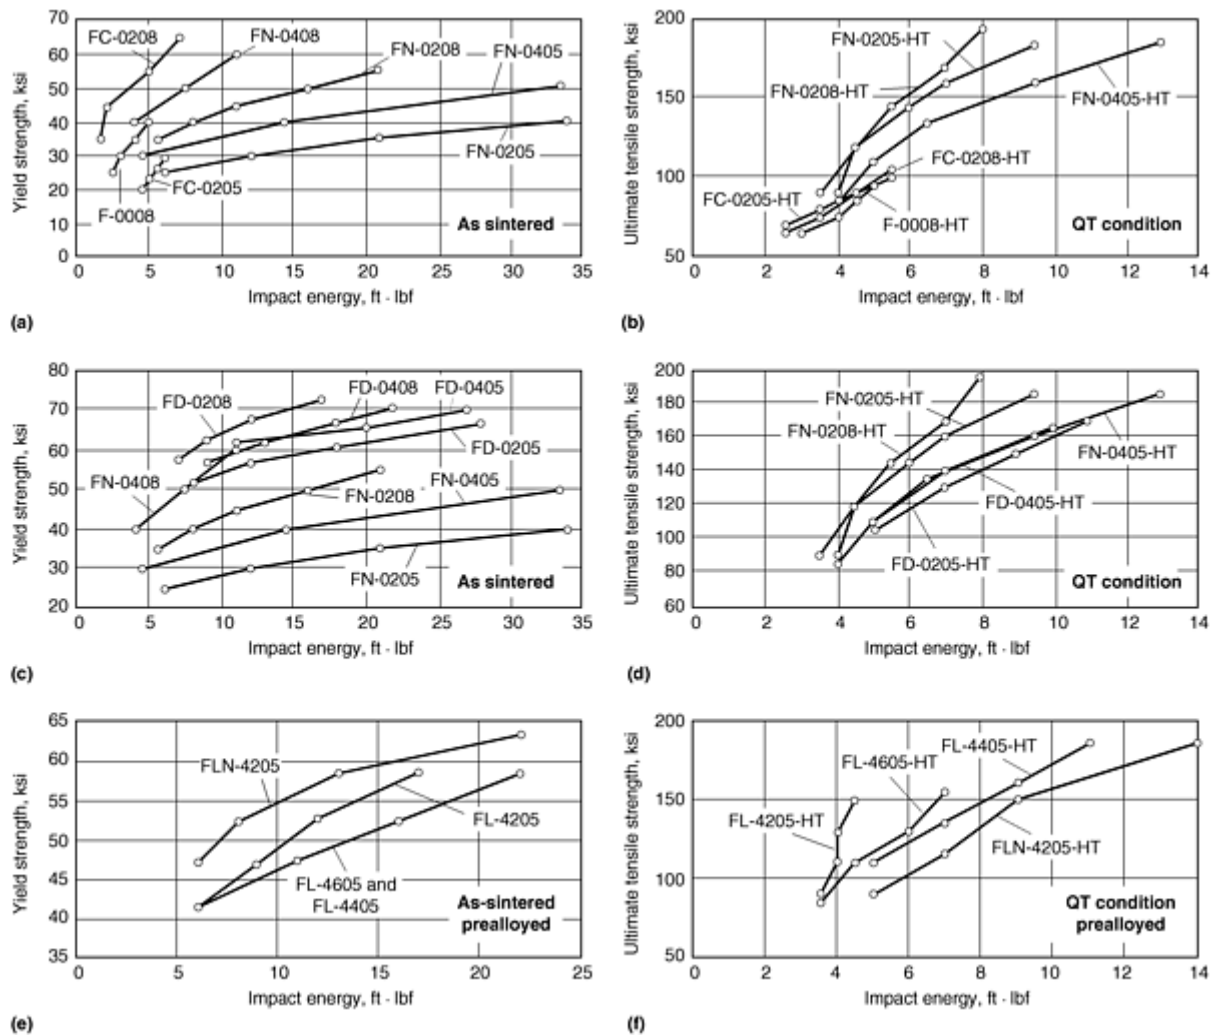 70
60
50
40
30
20
10
0
Yield strength, ksi
FC-0208
FN-0408
FN-0208
FN-0405
FN-0205
FC-0205
F-0008
As sintered
0 5 10 15 20 25 30 35
Impact energy, ft · lbf
(a)
200
150
100
50
Ultimate tensile strength, ksi
FN-0205-HT
FN-0208-HT
FN-0405-HT
FC-0208-HT
FC-0205-HT
F-0008-HT
QT condition
0 2 4 6 8 10 12 14
Impact energy, ft · lbf
(b)
80
70
60
50
40
30
20
Yield strength, ksi
FD-0408
FD-0405
FD-0208
FD-0205
FN-0408
FN-0405
FN-0208
FN-0205
As sintered
0 5 10 15 20 25 30 35
Impact energy, ft · lbf
(c)
200
180
160
140
120
100
80
60
Ultimate tensile strength, ksi
FN-0205-HT
FN-0208-HT
FN-0405-HT
FD-0405-HT
FD-0205-HT
QT condition
0 2 4 6 8 10 12 14
Impact energy, ft · lbf
(d)
65
60
55
50
45
40
35
Yield strength, ksi
FLN-4205
FL-4205
FL-4605 and
FL-4405
As-sintered
prealloyed
0 5 10 15 20 25
Impact energy, ft · lbf
(e)
200
150
100
50
Ultimate tensile strength, ksi
FL-4405-HT
FL-4605-HT
FL-4205-HT
FLN-4205-HT
QT condition
prealloyed
0 2 4 6 8 10 12 14
Impact energy, ft · lbf
(f)